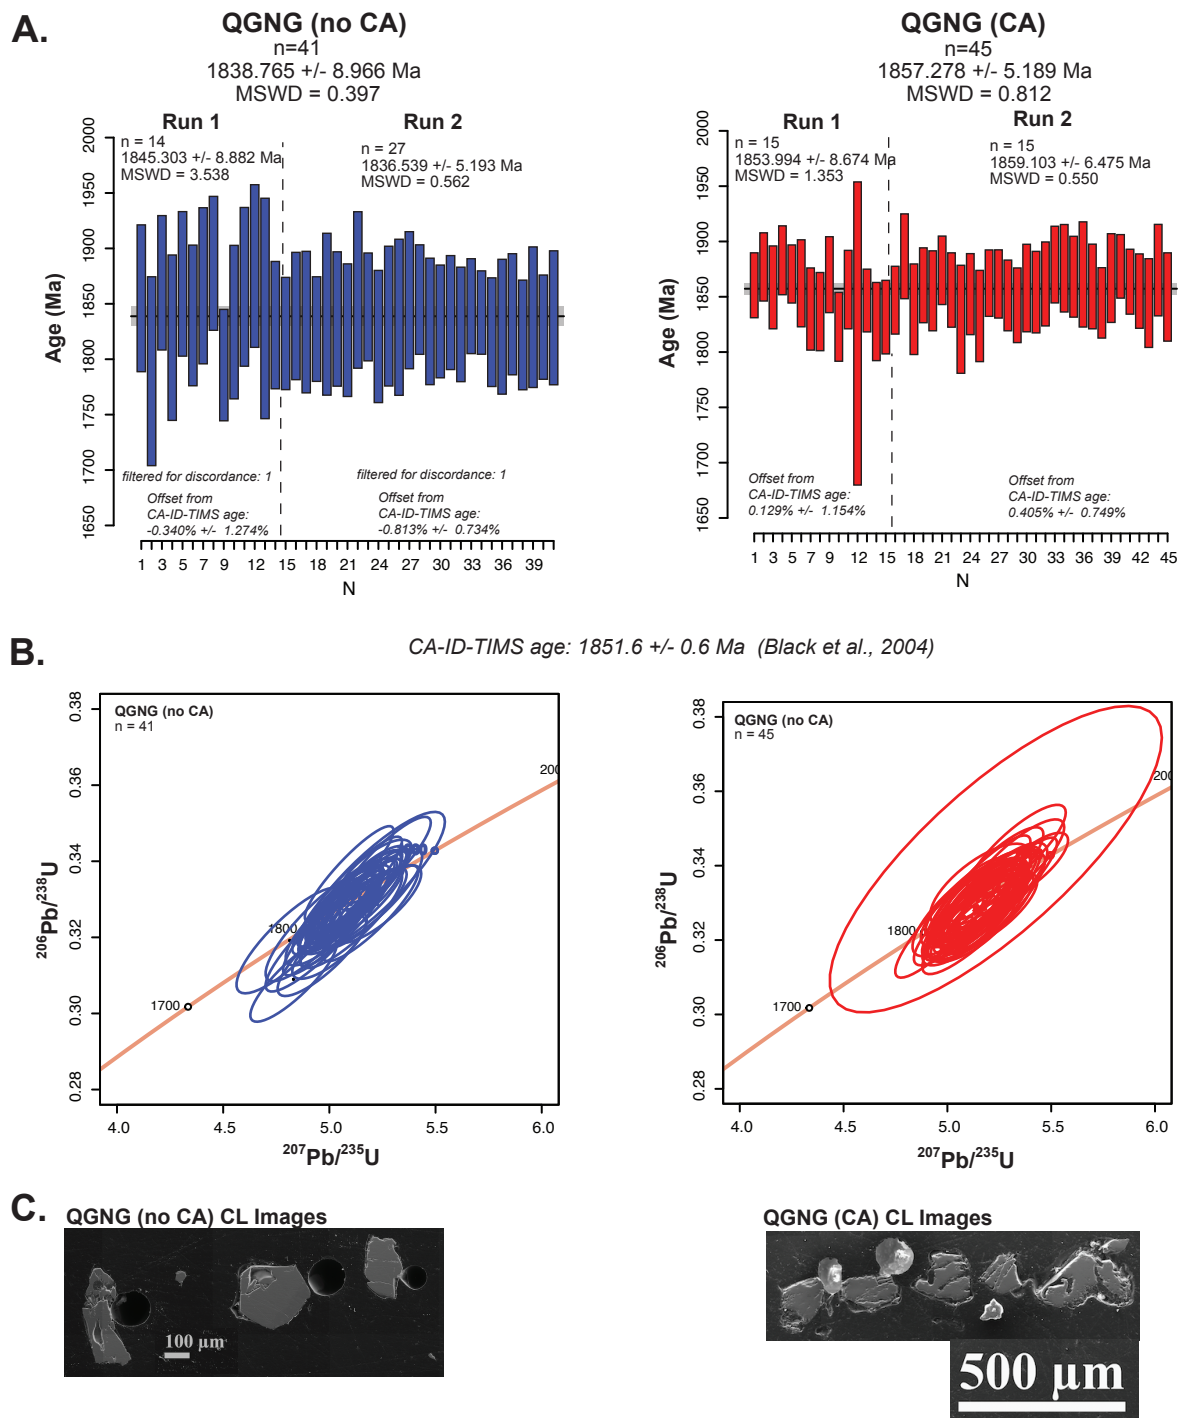 A.
QGNG (no CA)
n=41
1838.765 +/- 8.966 Ma
MSWD = 0.397
Run 1
Run 2
n = 14
1845.303 +/- 8.882 Ma
MSWD = 3.538
n = 27
1836.539 +/- 5.193 Ma
MSWD = 0.562
Age (Ma)
2000
1950
1900
1850
1800
1750
1700
1650
filtered for discordance: 1
filtered for discordance: 1
Offset from
CA-ID-TIMS age:
-0.340% +/- 1.274%
Offset from
CA-ID-TIMS age:
-0.813% +/- 0.734%
1 3 5 7 9 12 15 18 21 24 27 30 33 36 39
N
QGNG (CA)
n=45
1857.278 +/- 5.189 Ma
MSWD = 0.812
Run 1
Run 2
n = 15
1853.994 +/- 8.674 Ma
MSWD = 1.353
n = 15
1859.103 +/- 6.475 Ma
MSWD = 0.550
Age (Ma)
2000
1950
1900
1850
1800
1750
1700
1650
Offset from
CA-ID-TIMS age:
0.129% +/- 1.154%
Offset from
CA-ID-TIMS age:
0.405% +/- 0.749%
1 3 5 7 9 12 15 18 21 24 27 30 33 36 39 42 45
N
B.
CA-ID-TIMS age: 1851.6 +/- 0.6 Ma (Black et al., 2004)
QGNG (no CA)
n = 41
206Pb/238U
0.38
0.36
0.34
0.32
0.30
0.28
200
1800
1700
4.0 4.5 5.0 5.5 6.0
207Pb/235U
QGNG (no CA)
n = 45
206Pb/238U
0.38
0.36
0.34
0.32
0.30
0.28
200
1800
1700
4.0 4.5 5.0 5.5 6.0
207Pb/235U
C.
QGNG (no CA) CL Images
100 µm
QGNG (CA) CL Images
500 µm